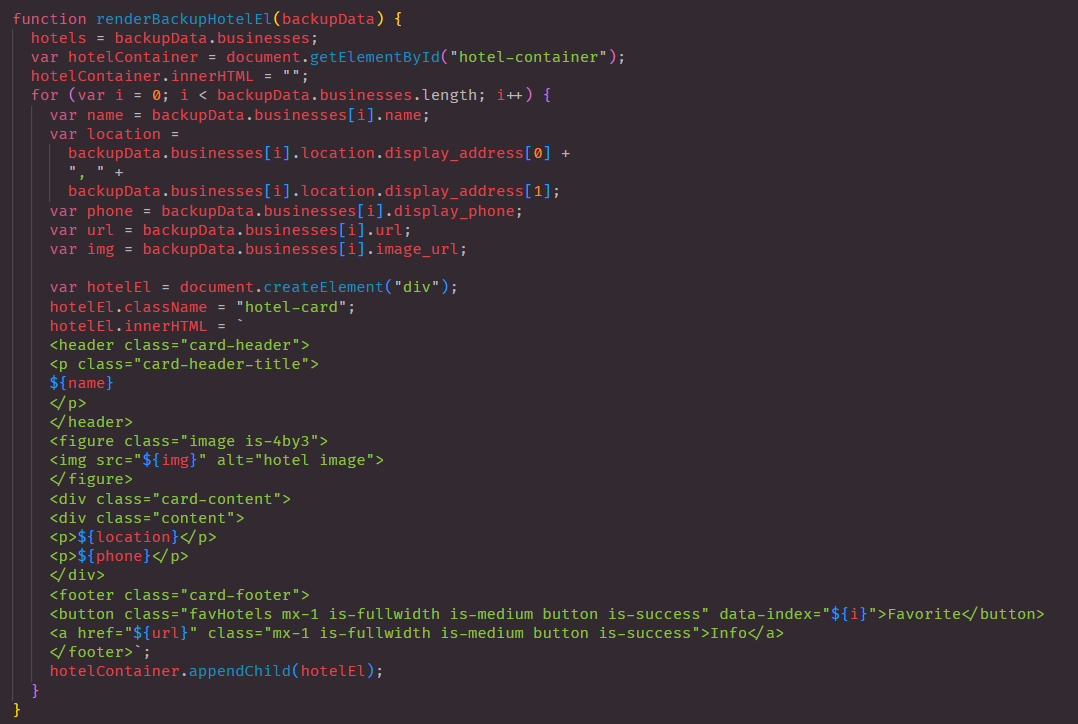 function renderBackupHotelEl(backupData) {
  hotels = backupData.businesses;
  var hotelContainer = document.getElementById("hotel-container");
  hotelContainer.innerHTML = "";
  for (var i = 0; i < backupData.businesses.length; i++) {
    var name = backupData.businesses[i].name;
    var location =
      backupData.businesses[i].location.display_address[0] +
      ", " +
      backupData.businesses[i].location.display_address[1];
    var phone = backupData.businesses[i].display_phone;
    var url = backupData.businesses[i].url;
    var img = backupData.businesses[i].image_url;

    var hotelEl = document.createElement("div");
    hotelEl.className = "hotel-card";
    hotelEl.innerHTML = `
    <header class="card-header">
    <p class="card-header-title">
    ${name}
    </p>
    </header>
    <figure class="image is-4by3">
    <img src="${img}" alt="hotel image">
    </figure>
    <div class="card-content">
    <div class="content">
    <p>${location}</p>
    <p>${phone}</p>
    </div>
    <footer class="card-footer">
    <button class="favHotels mx-1 is-fullwidth is-medium button is-success" data-index="${i}">Favorite</button>
    <a href="${url}" class="mx-1 is-fullwidth is-medium button is-success">Info</a>
    </footer>`;
    hotelContainer.appendChild(hotelEl);
  }
}